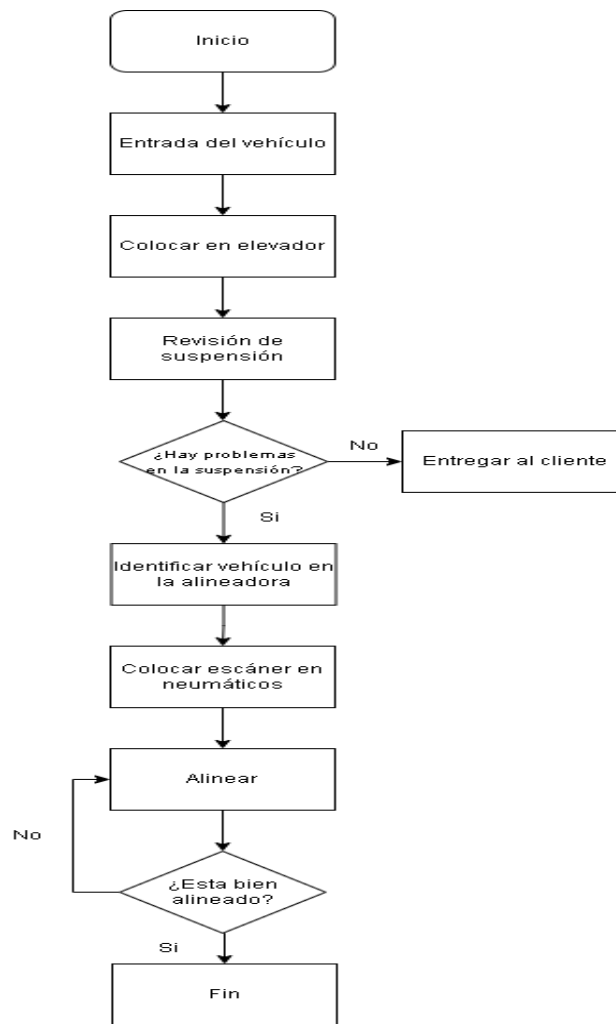 Inicio
Entrada del vehículo
Colocar en elevador
Revisión de
suspensión
¿Hay problemas
en la suspensión?
No
Entregar al cliente
Si
Identificar vehículo en
la alineadora
Colocar escáner en
neumáticos
Alinear
No
¿Esta bien
alineado?
Si
Fin